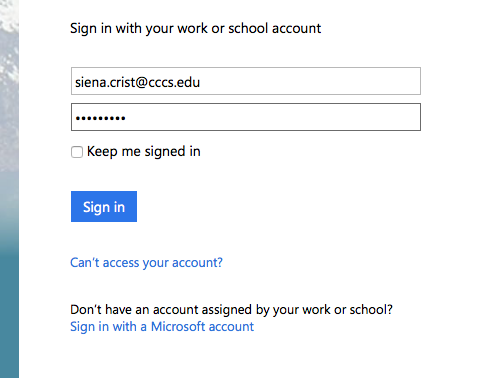 Sign in with your work or school account
siena.crist@cccs.edu
•••••••••
Keep me signed in
Sign in
Can't access your account?
Don't have an account assigned by your work or school?
Sign in with a Microsoft account